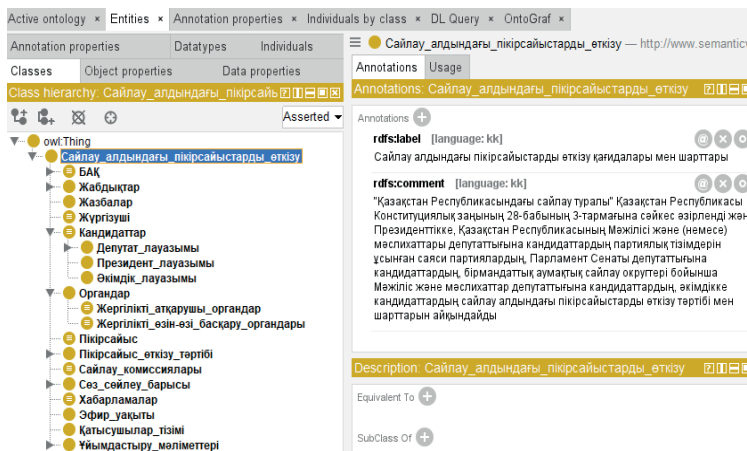 Active ontology × Entities × Annotation properties × Individuals by class × DL Query × OntoGraf ×
Annotation properties Datatypes Individuals
Classes Object properties Data properties
Class hierarchy: Сайлау_алдындағы_пікірсайы
Asserted
owl:Thing
Сайлау_алдындағы_пікірсайыстарды_өткізу
БАҚ
Жабдықтар
Жазбалар
Жүргізуші
Кандидаттар
Депутат_лауазымы
Президент_лауазымы
Әкімдік_лауазымы
Органдар
Жергілікті_атқарушы_органдар
Жергілікті_өзін-өзі_басқару_органдары
Пікірсайыс
Пікірсайыс_өткізу_тәртібі
Сайлау_комиссиялары
Сөз_сөйлеу_барысы
Хабарламалар
Эфир_уақыты
Қатысушылар_тізімі
Ұйымдастыру_мәліметтері
Сайлау_алдындағы_пікірсайыстарды_өткізу — http://www.semanticw
Annotations Usage
Annotations: Сайлау_алдындағы_пікірсайыстарды_өткізу
Annotations
rdfs:label [language: kk]
Сайлау алдындағы пікірсайыстарды өткізу қағидалары мен шарттары
rdfs:comment [language: kk]
"Қазақстан Республикасындағы сайлау туралы" Қазақстан Республикасы
Конституциялық заңының 28-бабының 3-тармағына сәйкес әзірленді жән
Президенттікке, Қазақстан Республикасының Мәжілісі және (немесе)
мәслихаттары депутаттығына кандидаттардың партиялық тізімдерін
ұсынған саяси партиялардың, Парламент Сенаты депутаттығына
кандидаттардың, бірмандаттық аумақтық сайлау округтері бойынша
Мәжіліс және мәслихаттар депутаттығына кандидаттардың, әкімдікке
кандидаттардың сайлау алдындағы пікірсайыстарды өткізу тәртібі мен
шарттарын айқындайды
Description: Сайлау_алдындағы_пікірсайыстарды_өткізу
Equivalent To
SubClass Of